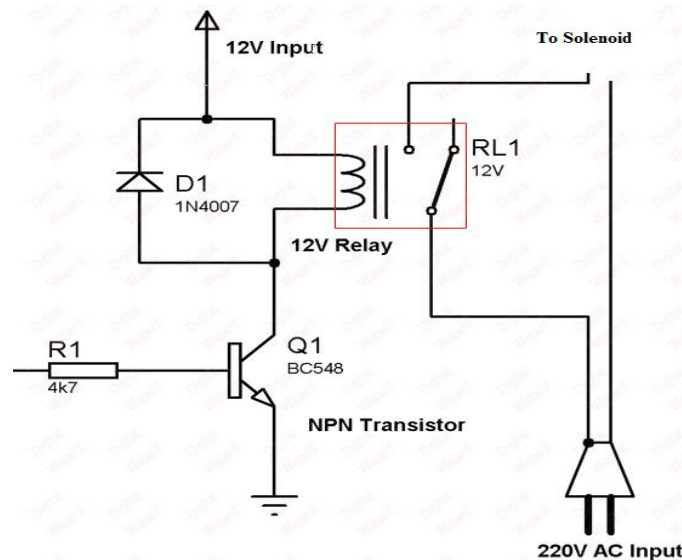 To Solenoid
12V Input
RL1
12V
D1
1N4007
12V Relay
R1
4k7
Q1
BC548
NPN Transistor
220V AC Input